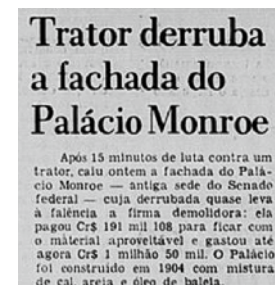 Trator derruba
a fachada do
Palácio Monroe
Após 15 minutos de luta contra um
trator, caiu ontem a fachada do Palá-
cio Monroe — antiga sede do Senado
federal — cuja derrubada quase leva
à falência a firma demolidora: ela
pagou Cr$ 191 mil 108 para ficar com
o material aproveitável e gastou até
agora Cr$ 1 milhão 50 mil. O Palácio
foi construído em 1904 com mistura
de cal areia e óleo de baleia.